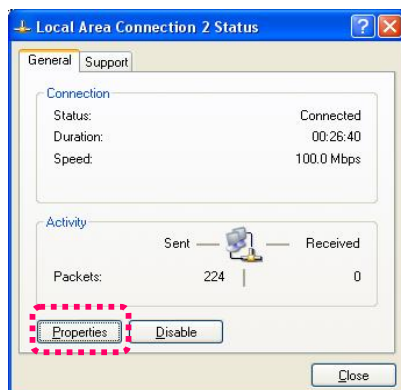 Local Area Connection 2 Status
General Support
Connection
Status: Connected
Duration: 00:26:40
Speed: 100.0 Mbps
Activity
Sent Received
Packets: 224 0
Properties Disable
Close